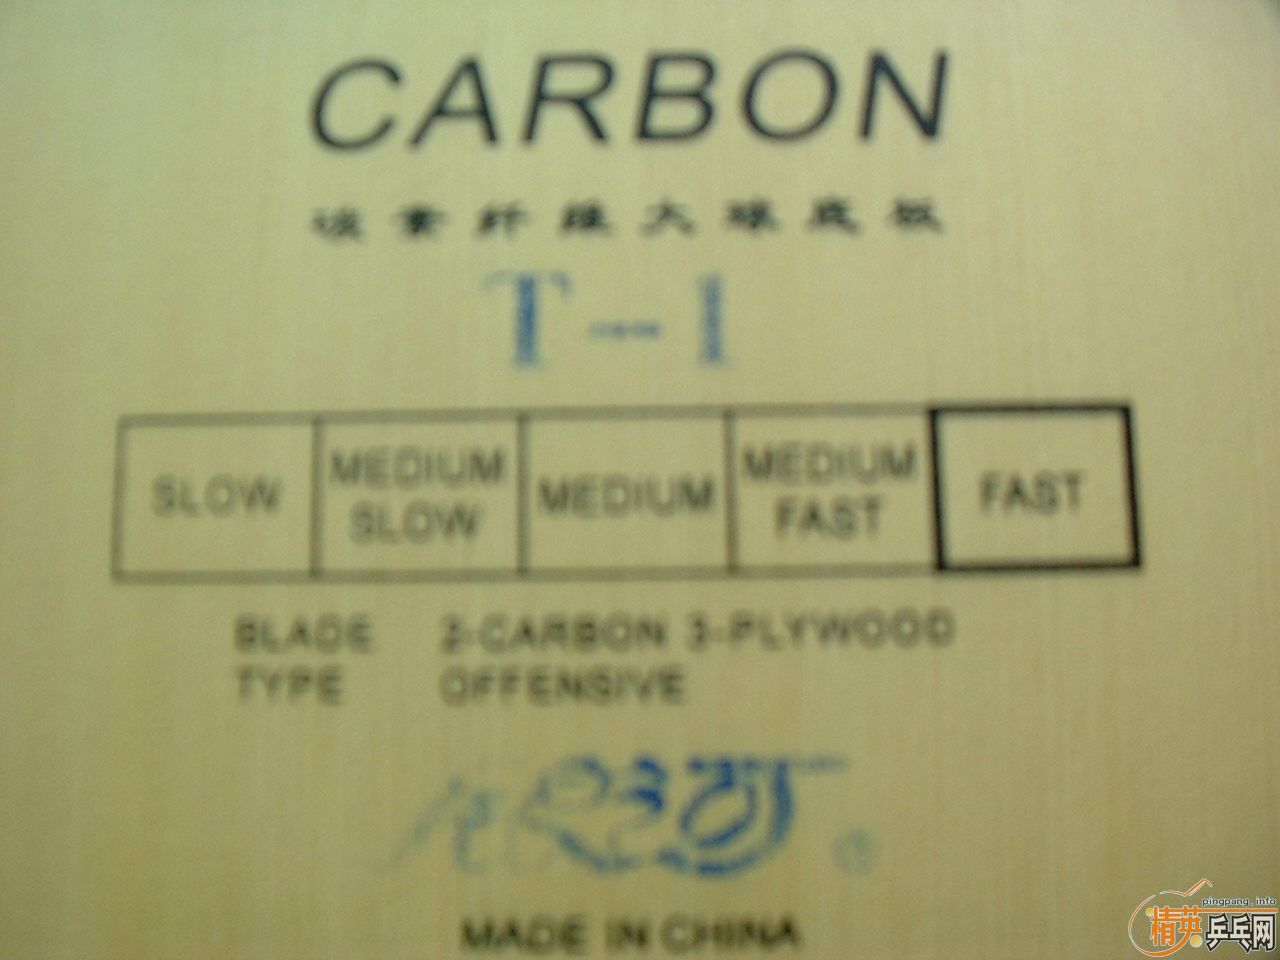 CARBON
碳素纤维大球底板
T-1
SLOW
MEDIUM SLOW
MEDIUM
MEDIUM FAST
FAST
BLADE 2-CARBON 3-PLYWOOD
TYPE OFFENSIVE
MADE IN CHINA
pingpang.info
精英乒乓网